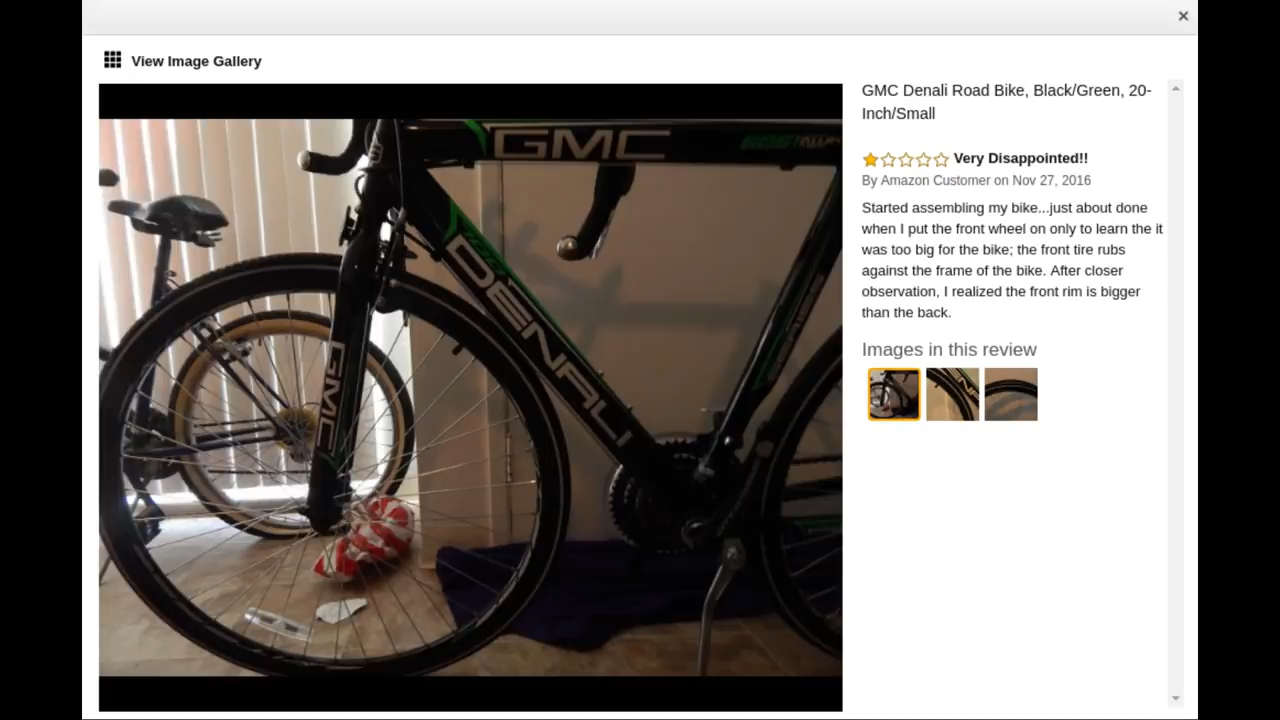 ×
View Image Gallery
GMC
DENALI
GMC
GMC Denali Road Bike, Black/Green, 20-
Inch/Small
Very Disappointed!!
By Amazon Customer on Nov 27, 2016
Started assembling my bike...just about done
when I put the front wheel on only to learn the it
was too big for the bike; the front tire rubs
against the frame of the bike. After closer
observation, I realized the front rim is bigger
than the back.
Images in this review